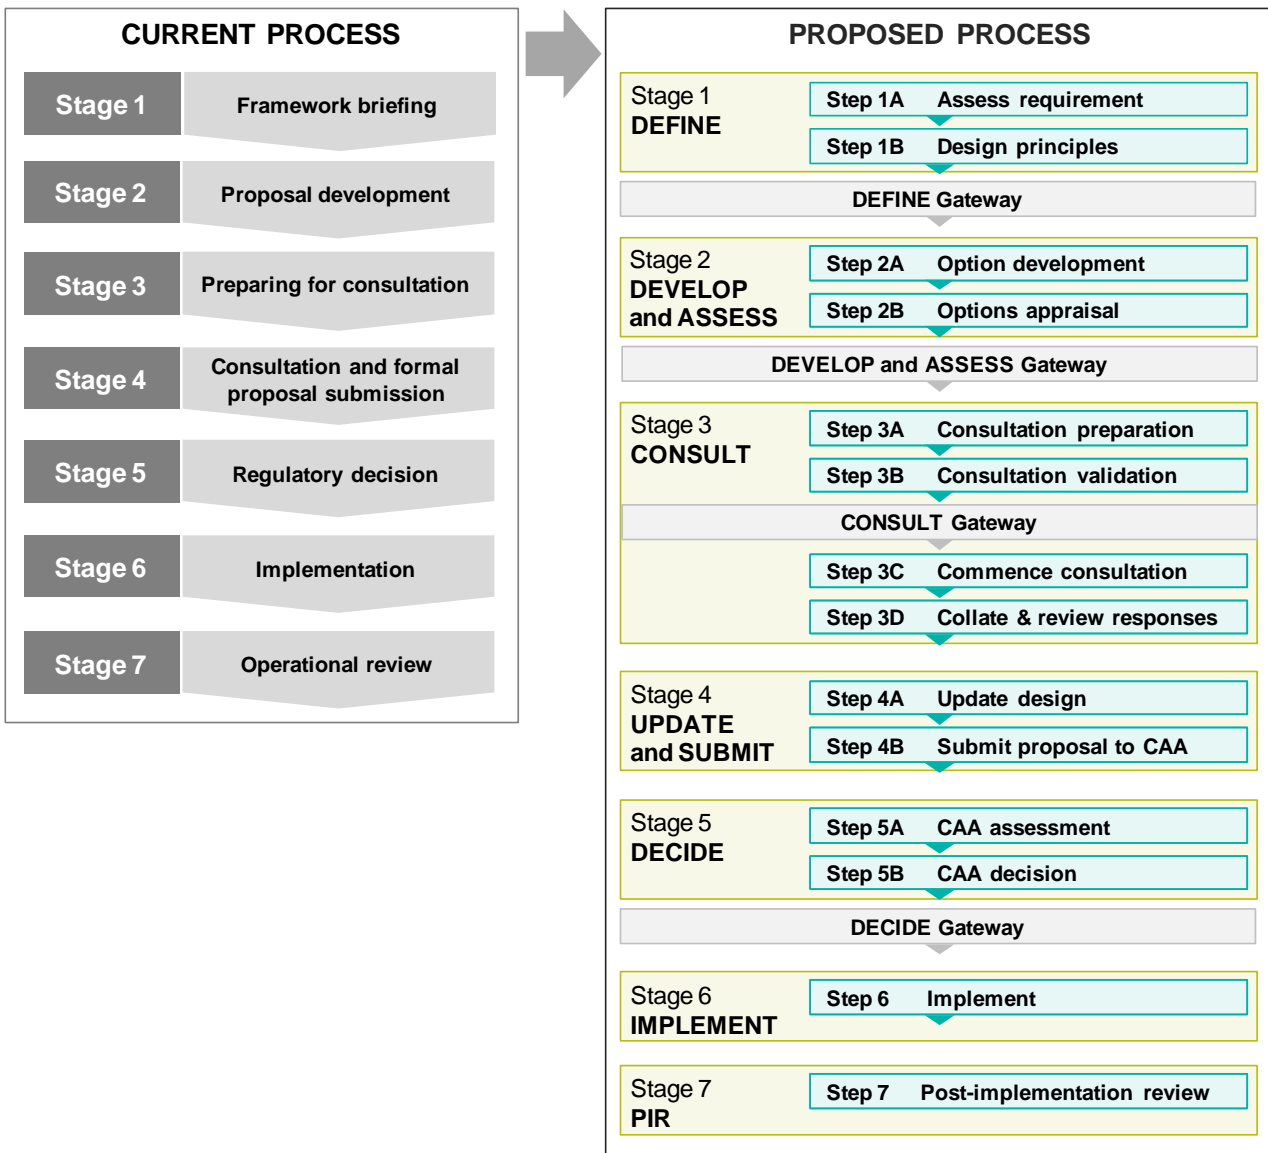 CURRENT PROCESS
Stage 1
Framework briefing
Stage 2
Proposal development
Stage 3
Preparing for consultation
Stage 4
Consultation and formal
proposal submission
Stage 5
Regulatory decision
Stage 6
Implementation
Stage 7
Operational review
PROPOSED PROCESS
Stage 1
DEFINE
Step 1A Assess requirement
Step 1B Design principles
DEFINE Gateway
Stage 2
DEVELOP
and ASSESS
Step 2A Option development
Step 2B Options appraisal
DEVELOP and ASSESS Gateway
Stage 3
CONSULT
Step 3A Consultation preparation
Step 3B Consultation validation
CONSULT Gateway
Step 3C Commence consultation
Step 3D Collate & review responses
Stage 4
UPDATE
and SUBMIT
Step 4A Update design
Step 4B Submit proposal to CAA
Stage 5
DECIDE
Step 5A CAA assessment
Step 5B CAA decision
DECIDE Gateway
Stage 6
IMPLEMENT
Step 6 Implement
Stage 7
PIR
Step 7 Post-implementation review